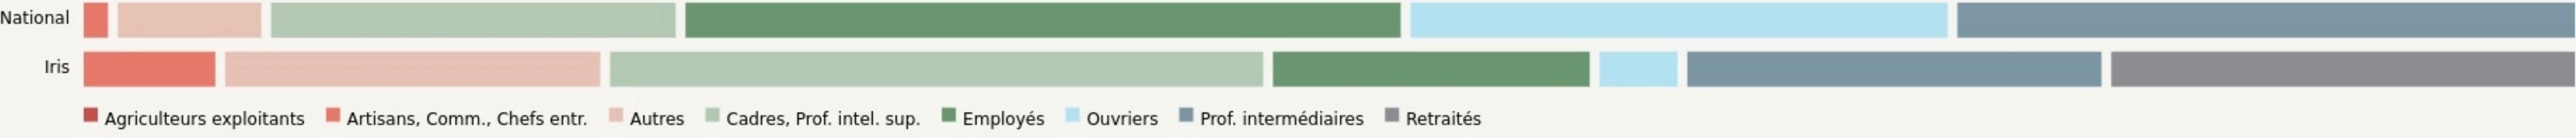 National
Iris
Agriculteurs exploitants Artisans, Comm., Chefs entr. Autres Cadres, Prof. intel. sup. Employés Ouvriers Prof. intermédiaires Retraités